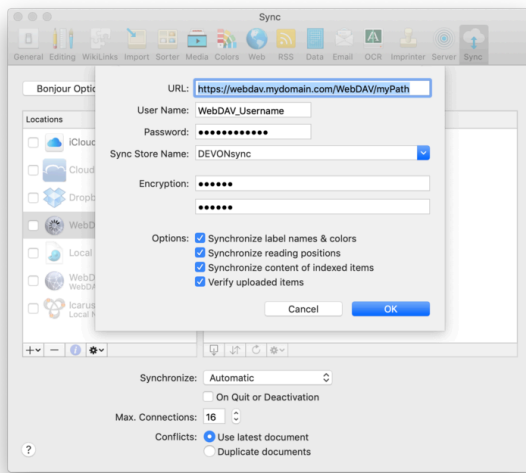 Sync
General Editing WikiLinks Import Sorter Media Colors Web RSS Data Email OCR Imprinter Server Sync
Bonjour Optio
URL: https://webdav.mydomain.com/WebDAV/myPath
User Name: WebDAV_Username
Password: ●●●●●●●●●●●●
Sync Store Name: DEVONsync
Encryption: ●●●●●●
●●●●●●
Options: Synchronize label names & colors
Synchronize reading positions
Synchronize content of indexed items
Verify uploaded items
Cancel OK
Locations
iCloud
Cloud
Dropb
WebD
Local
WebD
WebDA
Icarus
Local N
Synchronize: Automatic
On Quit or Deactivation
Max. Connections: 16
Conflicts: Use latest document
Duplicate documents
?